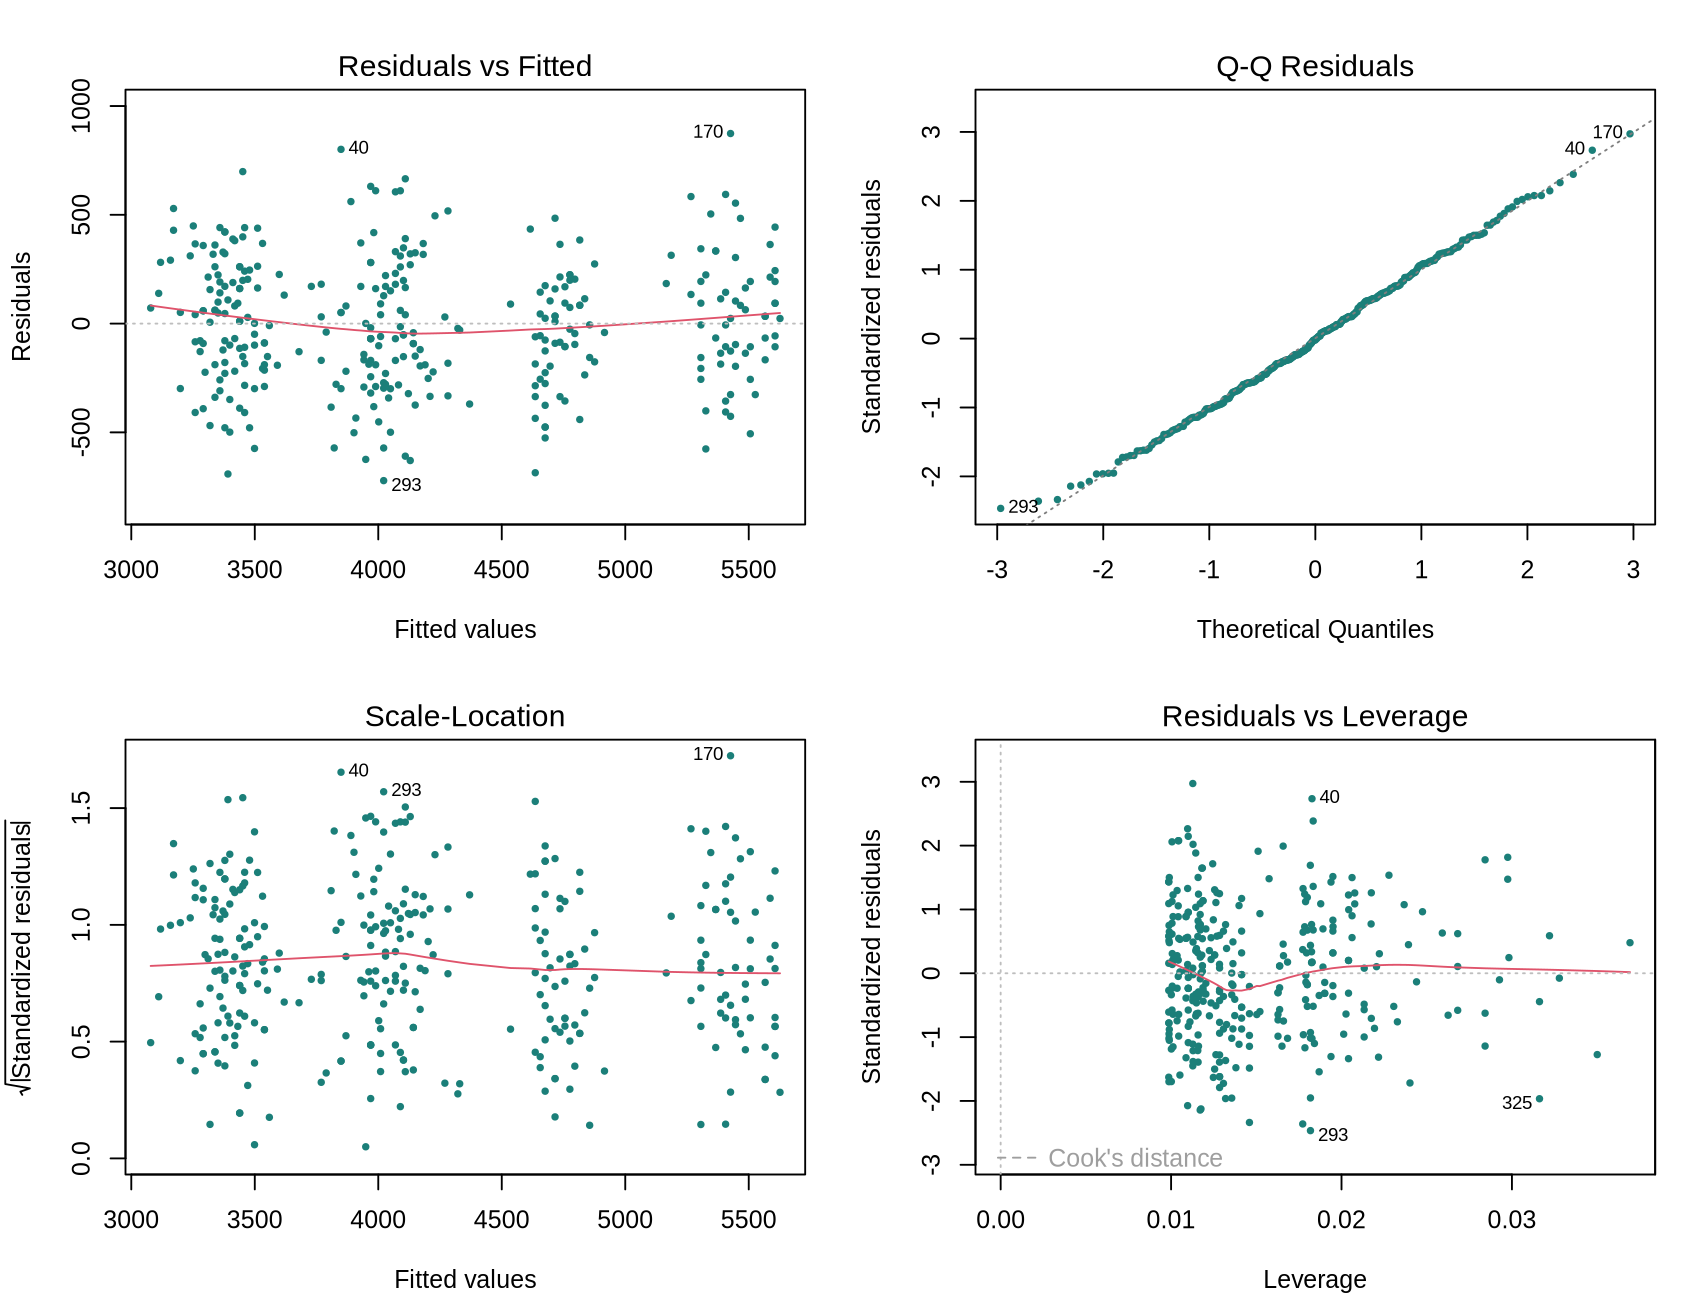 Residuals vs Fitted
Residuals
1000
500
0
-500
40
170
293
3000 3500 4000 4500 5000 5500
Fitted values
Q-Q Residuals
Standardized residuals
3
2
1
0
-1
-2
170
40
293
-3 -2 -1 0 1 2 3
Theoretical Quantiles
Scale-Location
√|Standardized residuals|
1.5
1.0
0.5
0.0
40
293
170
3000 3500 4000 4500 5000 5500
Fitted values
Residuals vs Leverage
Standardized residuals
3
2
1
0
-1
-2
-3
40
325
293
Cook's distance
0.00 0.01 0.02 0.03
Leverage